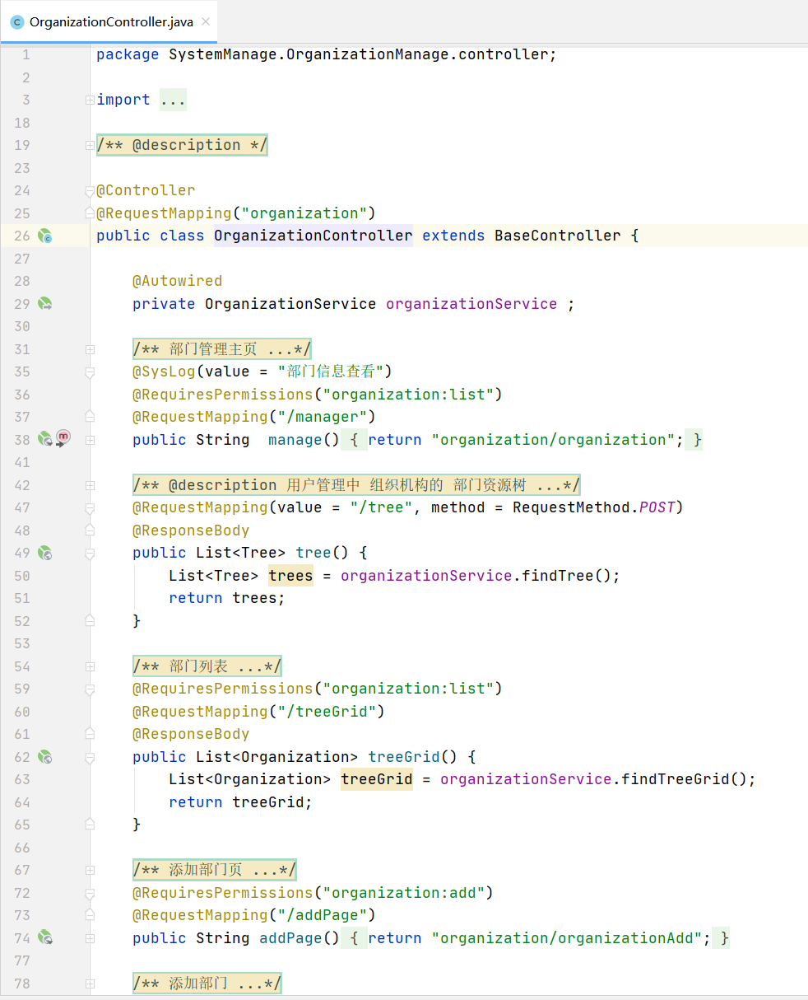 OrganizationController.java
1 package SystemManage.OrganizationManage.controller;
2
3 import ...
18
19 /** @description */
23
24 @Controller
25 @RequestMapping("organization")
26 public class OrganizationController extends BaseController {
27
28 @Autowired
29 private OrganizationService organizationService ;
30
31 /** 部门管理主页 ...*/
35 @SysLog(value = "部门信息查看")
36 @RequiresPermissions("organization:list")
37 @RequestMapping("/manager")
38 public String  manage() { return "organization/organization"; }
41
42 /** @description 用户管理中 组织机构的 部门资源树 ...*/
47 @RequestMapping(value = "/tree", method = RequestMethod.POST)
48 @ResponseBody
49 public List<Tree> tree() {
50 List<Tree> trees = organizationService.findTree();
51 return trees;
52 }
53
54 /** 部门列表 ...*/
59 @RequiresPermissions("organization:list")
60 @RequestMapping("/treeGrid")
61 @ResponseBody
62 public List<Organization> treeGrid() {
63 List<Organization> treeGrid = organizationService.findTreeGrid();
64 return treeGrid;
65 }
66
67 /** 添加部门页 ...*/
72 @RequiresPermissions("organization:add")
73 @RequestMapping("/addPage")
74 public String addPage() { return "organization/organizationAdd"; }
77
78 /** 添加部门 ...*/